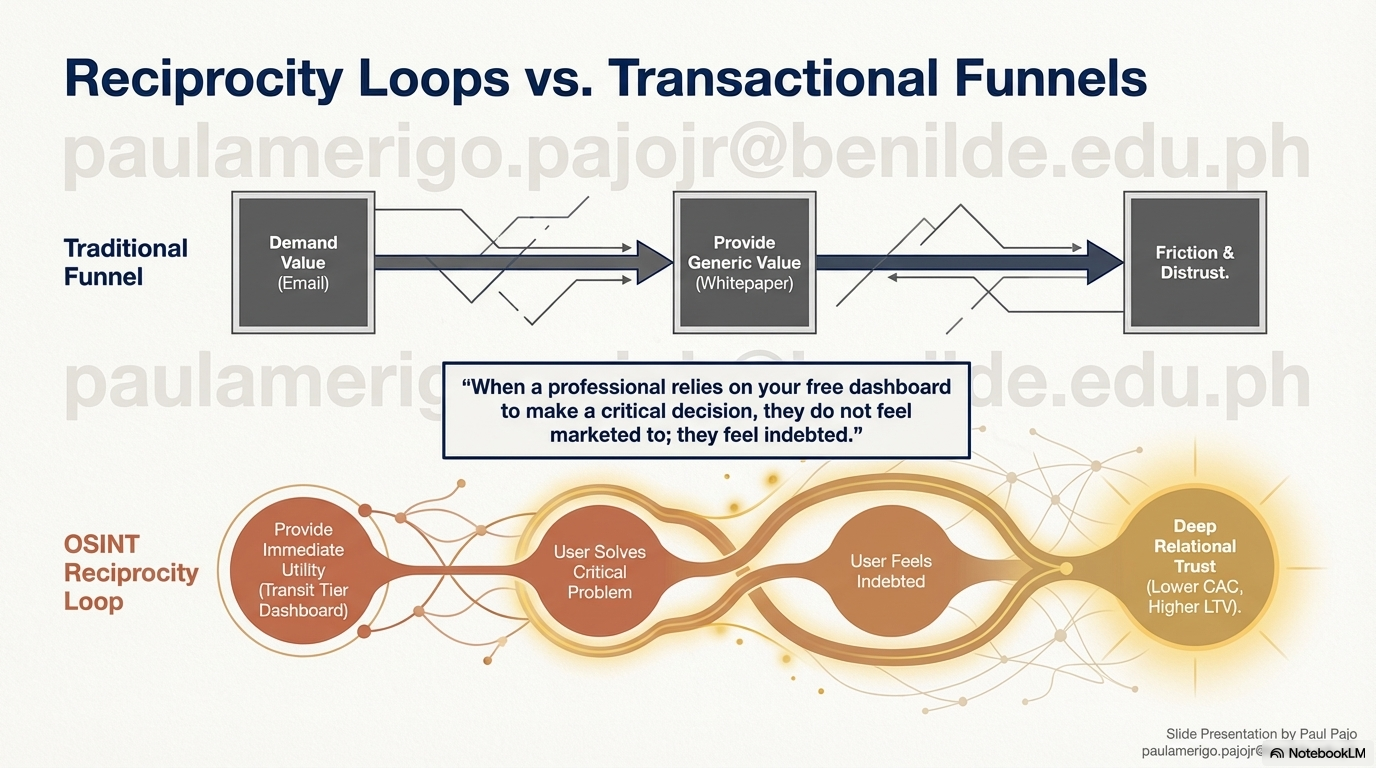 Reciprocity Loops vs. Transactional Funnels
paulamerigo.pajojr@benilde.edu.ph
Traditional
Funnel
Demand
Value
(Email)
Provide
Generic Value
(Whitepaper)
Friction &
Distrust.
paulamerig
de.edu.ph
“When a professional relies on your free dashboard
to make a critical decision, they do not feel
marketed to; they feel indebted.”
OSINT
Reciprocity
Loop
Provide
Immediate
Utility
(Transit Tier
Dashboard)
User Solves
Critical
Problem
User Feels
Indebted
Deep
Relational
Trust
(Lower CAC,
Higher LTV).
Slide Presentation by Paul Pajo
paulamerigo.pajojr@
NotebookLM